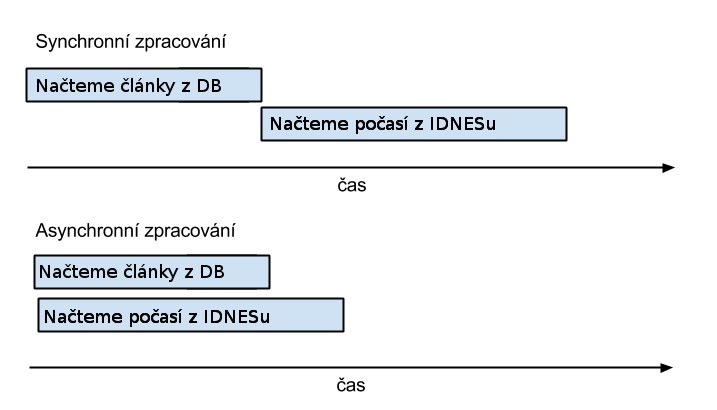 Synchronní zpracování
Načteme články z DB
Načteme počasí z IDNESu
čas
Asynchronní zpracování
Načteme články z DB
Načteme počasí z IDNESu
čas